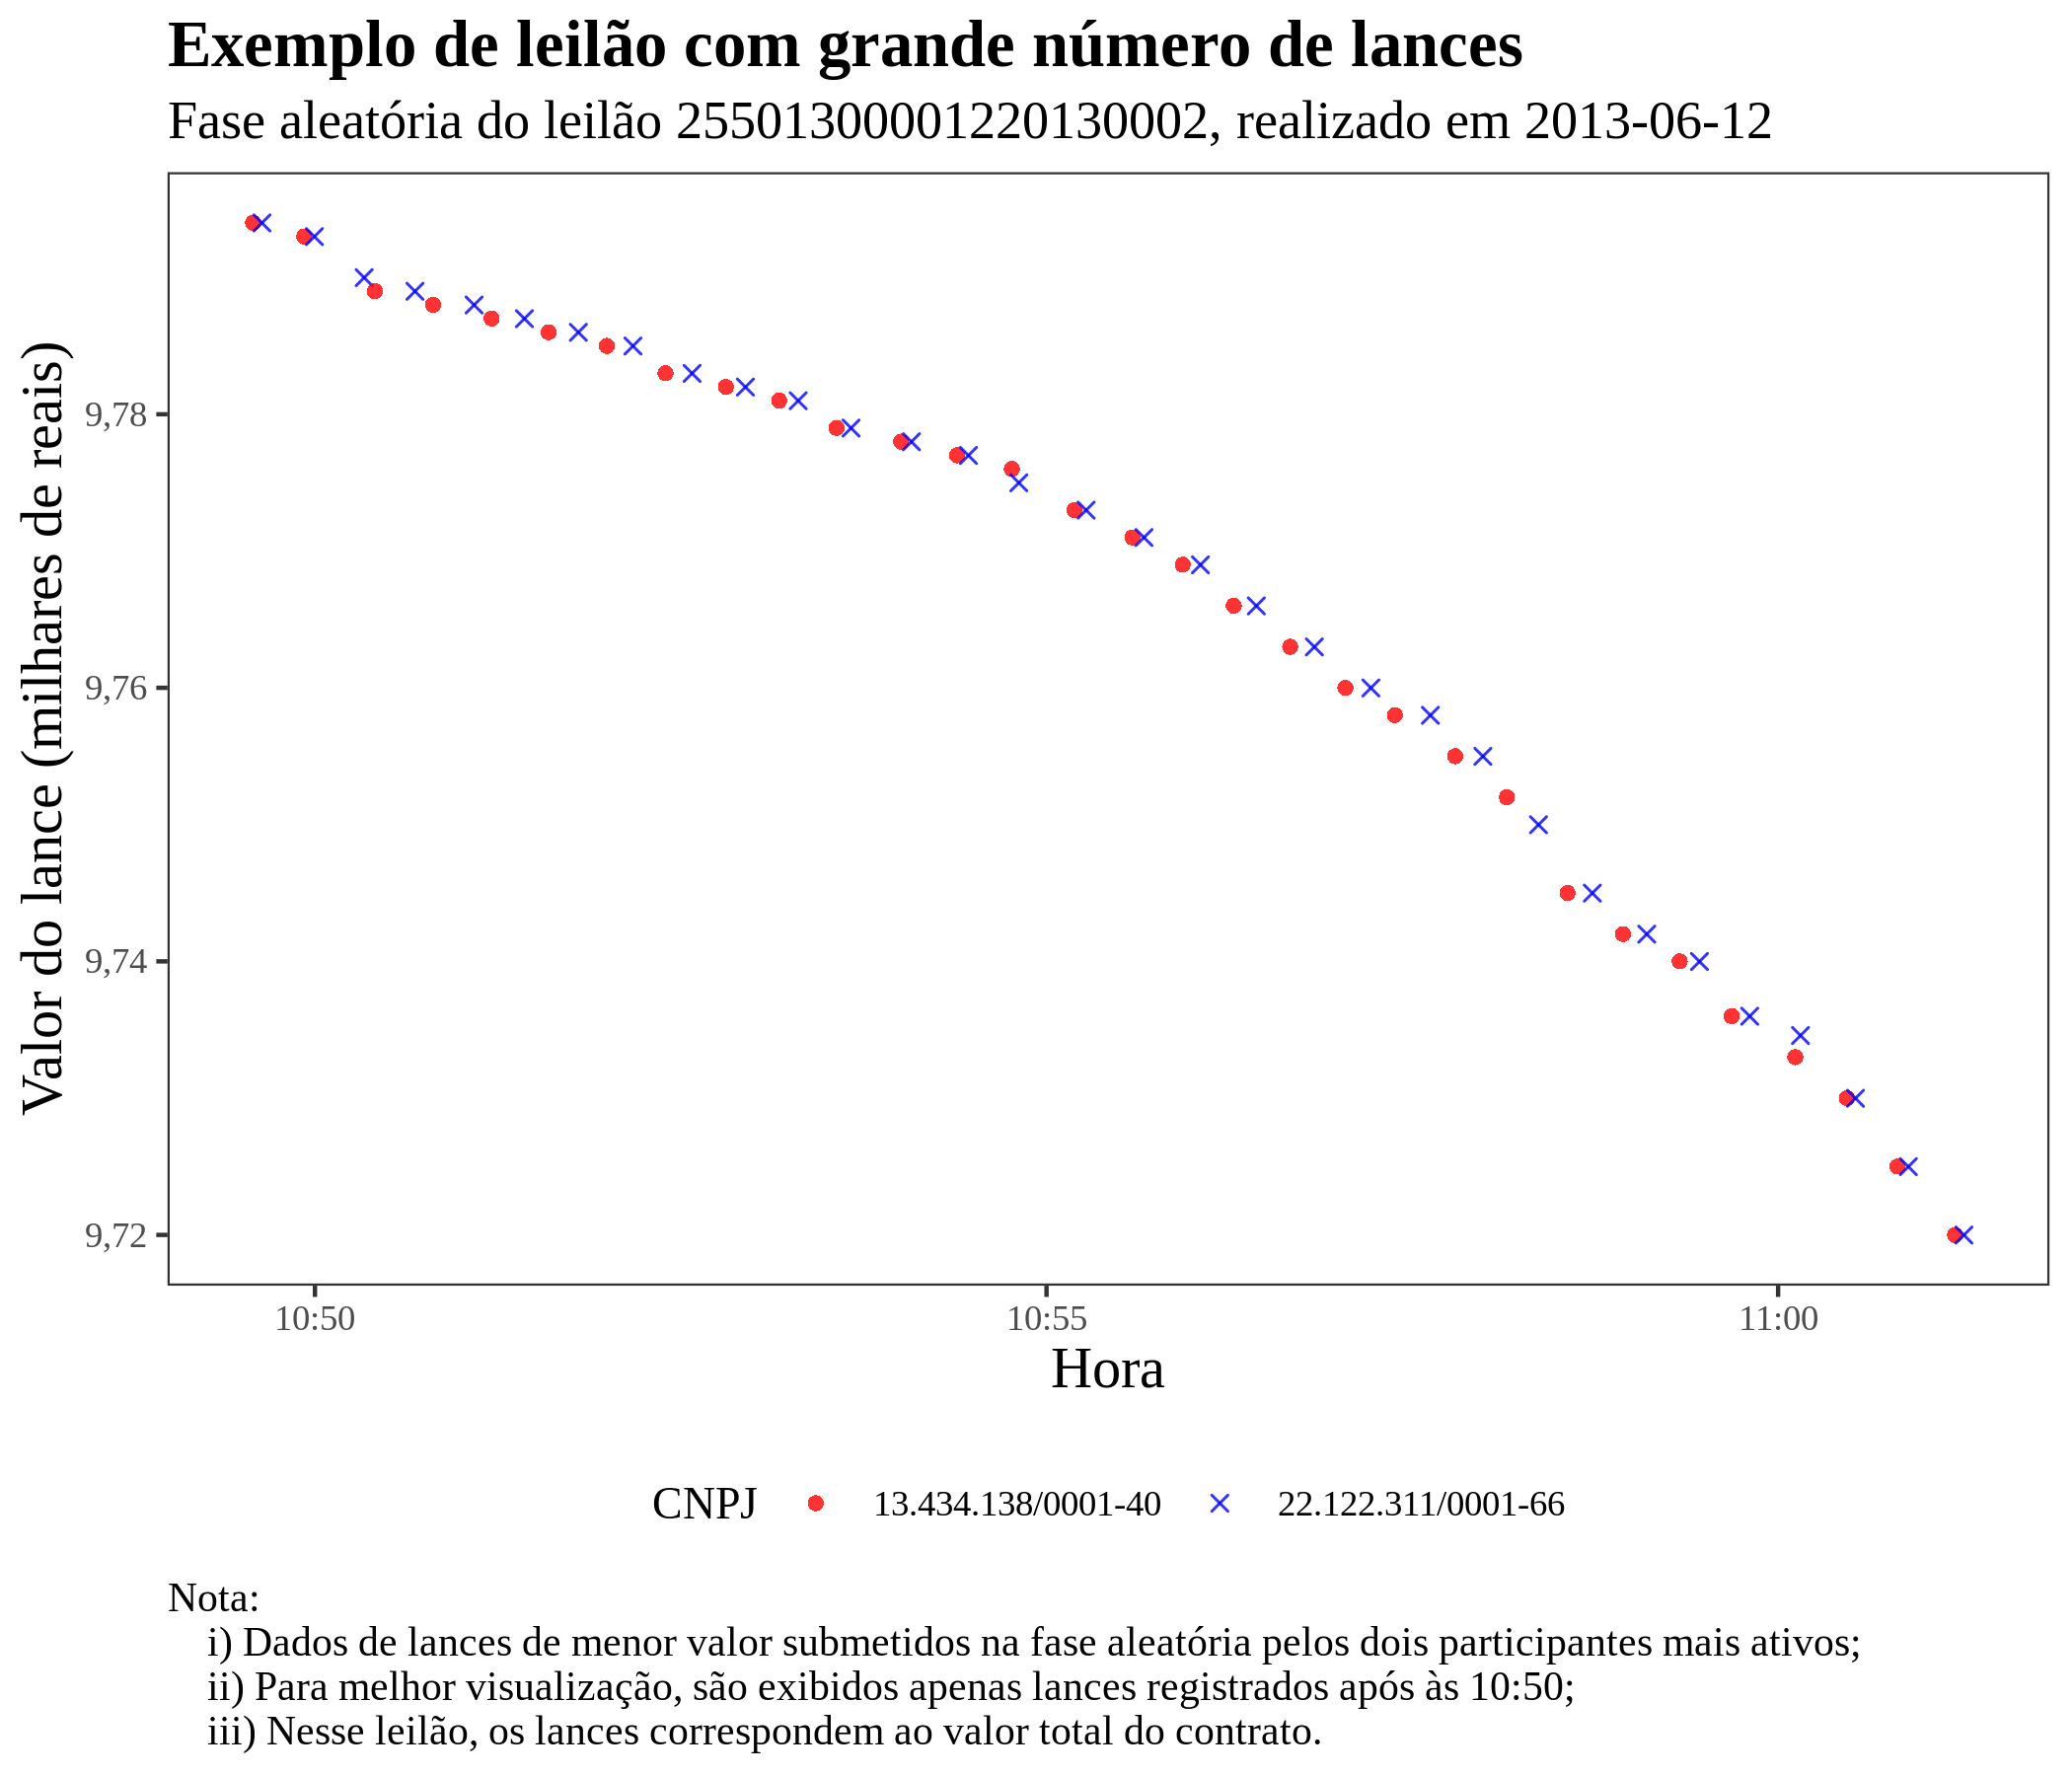 Exemplo de leilão com grande número de lances
Fase aleatória do leilão 25501300001220130002, realizado em 2013-06-12
Valor do lance (milhares de reais)
9,78
9,76
9,74
9,72
10:50 10:55 11:00
Hora
CNPJ 13.434.138/0001-40 22.122.311/0001-66
Nota:
i) Dados de lances de menor valor submetidos na fase aleatória pelos dois participantes mais ativos;
ii) Para melhor visualização, são exibidos apenas lances registrados após às 10:50;
iii) Nesse leilão, os lances correspondem ao valor total do contrato.